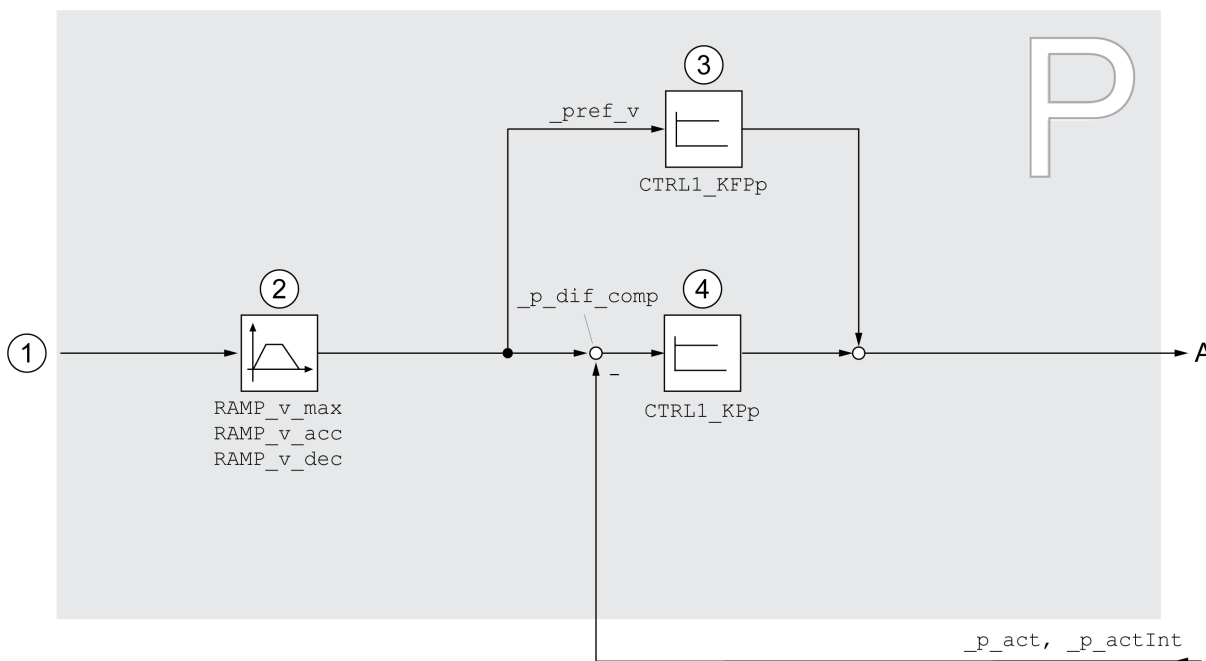 P
3
_pref_v
CTRL1_KFPp
2
_p_dif_comp
4
1
-
A
RAMP_v_max
RAMP_v_acc
RAMP_v_dec
CTRL1_KPp
_p_act, _p_actInt